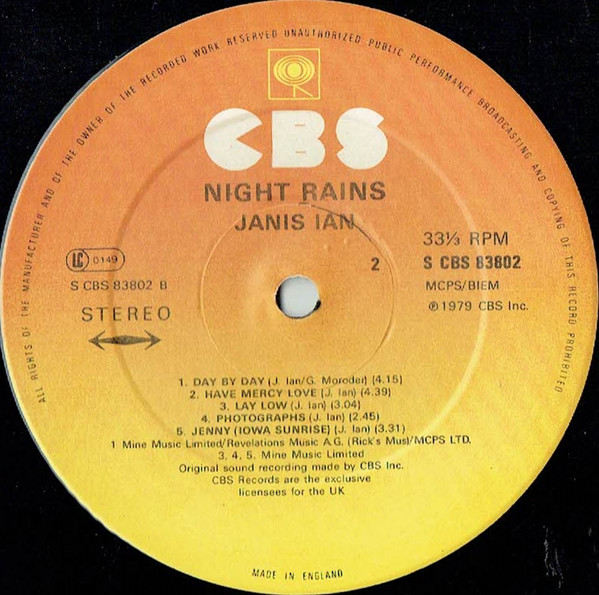 ALL RIGHTS OF THE MANUFACTURER AND OF THE OWNER OF THE RECORDED WORK RESERVED UNAUTHORIZED PUBLIC PERFORMANCE BROADCASTING AND COPYING OF THIS RECORD PROHIBITED
CBS
NIGHT RAINS
JANIS IAN
33⅓ RPM
LC 0149
2
S CBS 83802
S CBS 83802 B
MCPS/BIEM
STEREO
℗ 1979 CBS Inc.
1. DAY BY DAY (J. Ian/G. Moroder) (4.15)
2. HAVE MERCY LOVE (J. Ian) (4.39)
3. LAY LOW (J. Ian) (3.04)
4. PHOTOGRAPHS (J. Ian) (2.45)
5. JENNY (IOWA SUNRISE) (J. Ian) (3.31)
1 Mine Music Limited/Revelations Music A.G. (Rick's Mus)/MCPS LTD.
3, 4, 5. Mine Music Limited
Original sound recording made by CBS Inc.
CBS Records are the exclusive
licensees for the UK
MADE IN ENGLAND